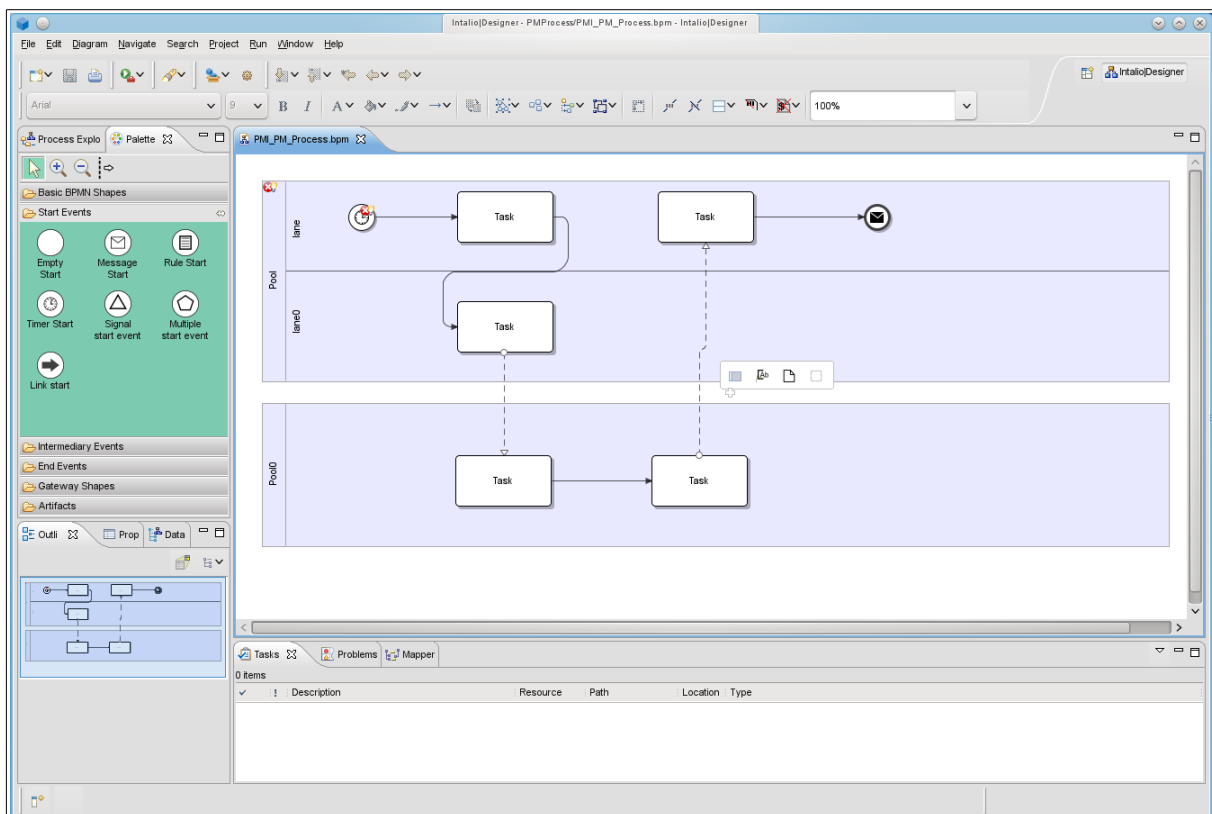 Intalio|Designer - PMProcess/PMI_PM_Process.bpm - Intalio|Designer
File Edit Diagram Navigate Search Project Run Window Help
Intalio|Designer
Arial 9 B I A 100%
Process Explo Palette PMI_PM_Process.bpm
Basic BPMN Shapes
Start Events
Empty Start
Message Start
Rule Start
Timer Start
Signal start event
Multiple start event
Link start
Intermediary Events
End Events
Gateway Shapes
Artifacts
Pool
lane
Task
Task
lane0
Task
Ab
Pool0
Task
Task
Outli Prop Data
Tasks Problems Mapper
0 items
! Description Resource Path Location Type